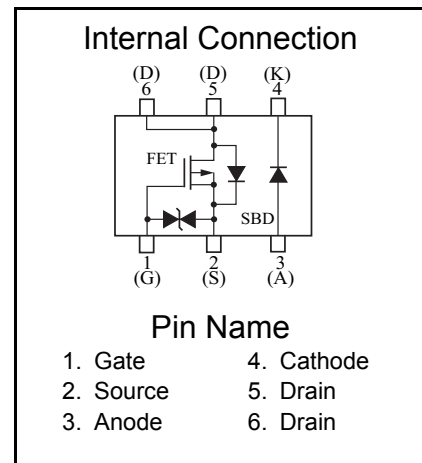 Internal Connection
(D) (D) (K)
6 5 4
FET
SBD
1 2 3
(G) (S) (A)
Pin Name
1. Gate 4. Cathode
2. Source 5. Drain
3. Anode 6. Drain